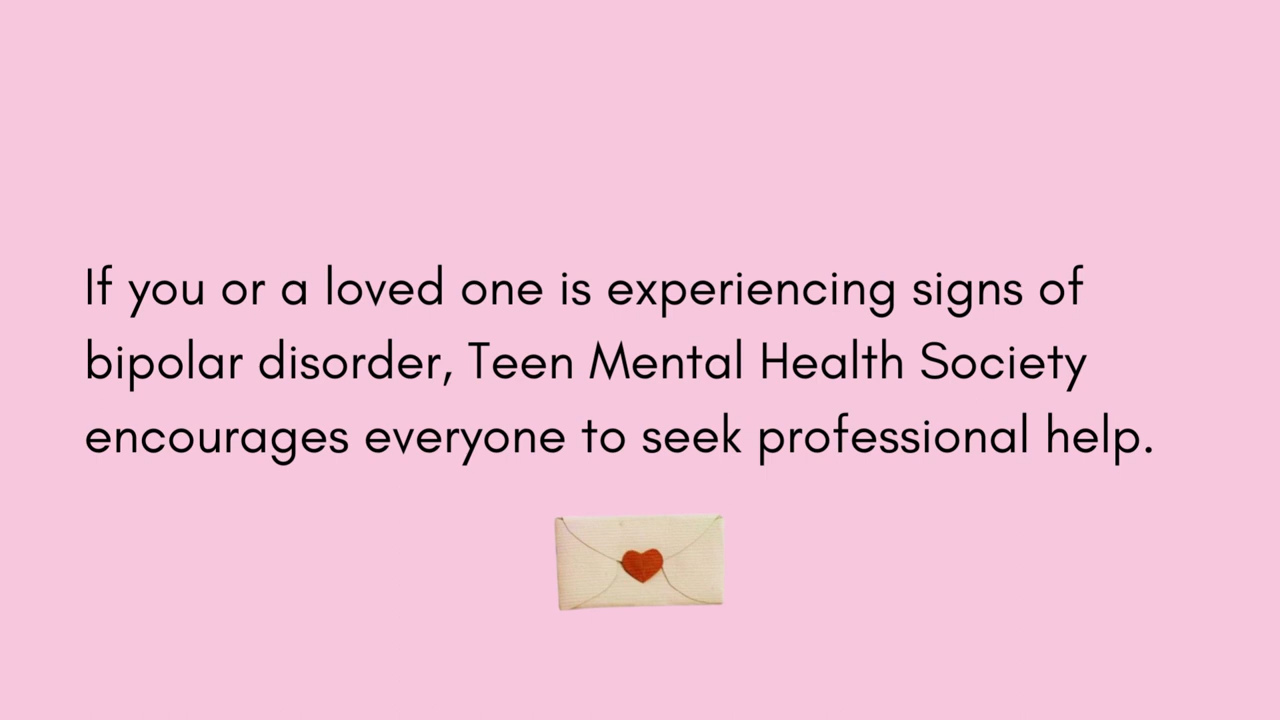 If you or a loved one is experiencing signs of
bipolar disorder, Teen Mental Health Society
encourages everyone to seek professional help.